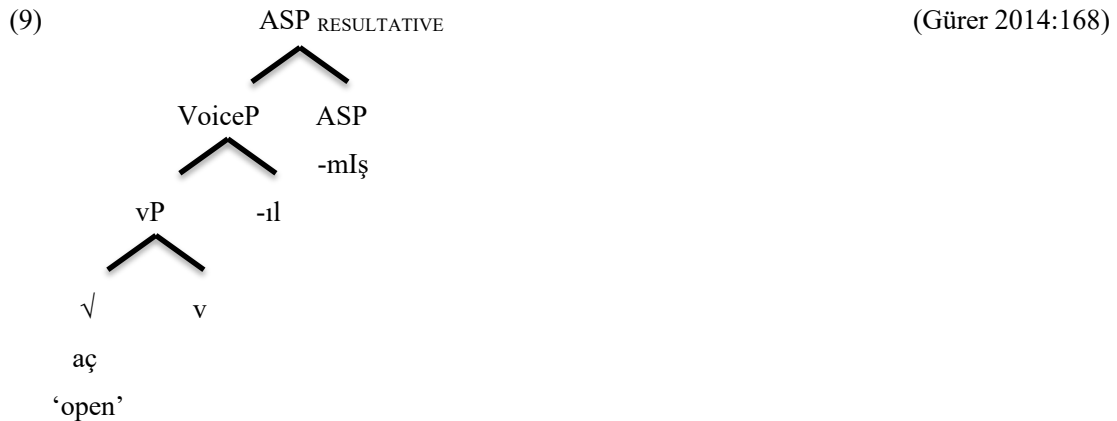 (9) ASP RESULTATIVE (Gürer 2014:168)
VoiceP ASP
-mIş
vP -ıl
√ v
aç
‘open’